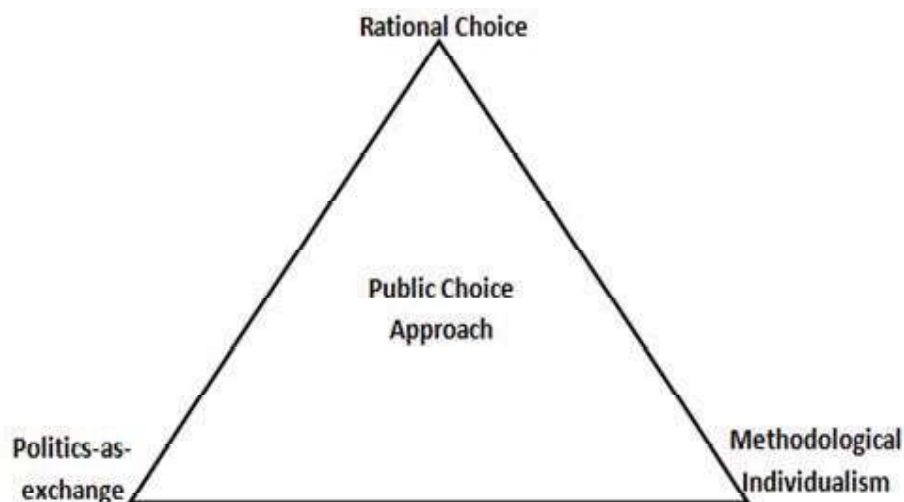 Rational Choice
Public Choice
Approach
Politics-as-
exchange
Methodological
Individualism